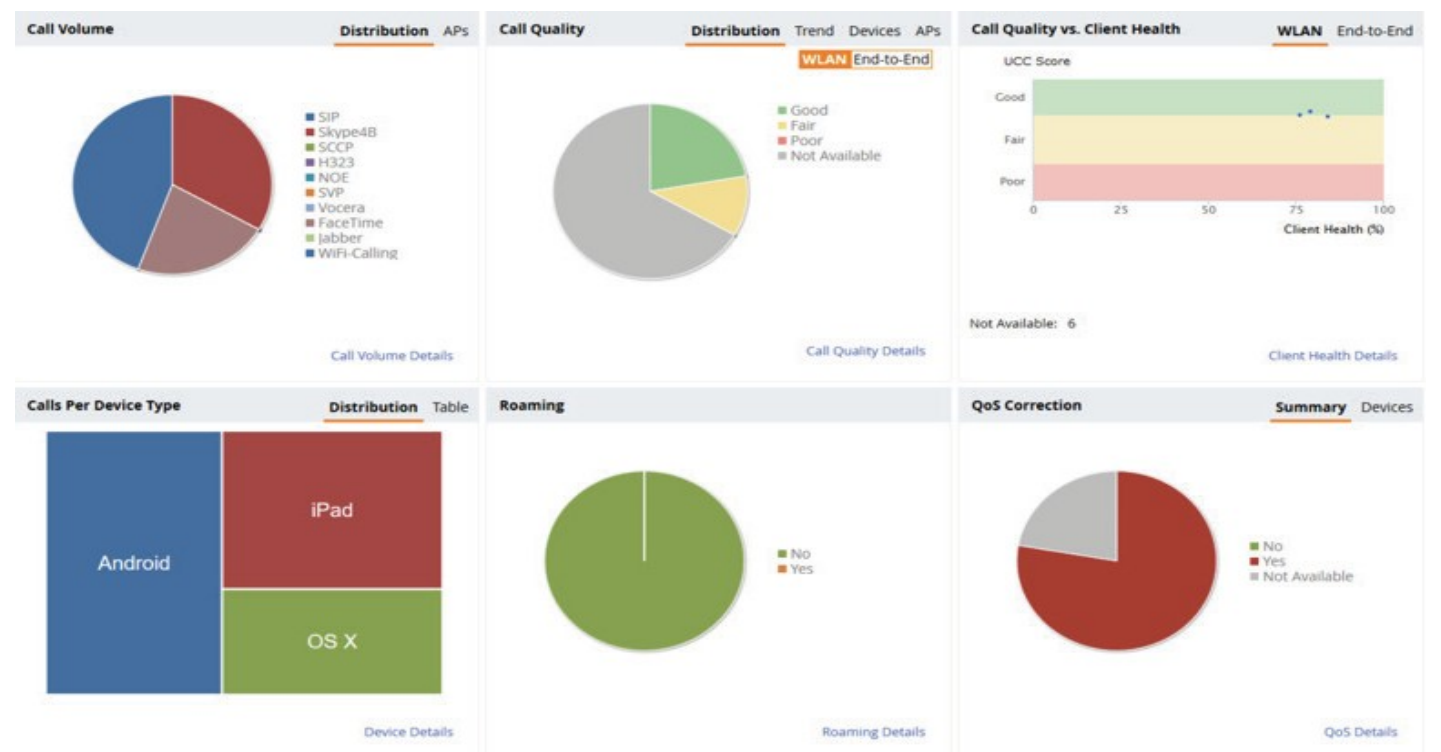 Call Volume
Distribution APs
SIP
Skype4B
SCCP
H323
NOE
SVP
Vocera
FaceTime
Jabber
WiFi-Calling
Call Volume Details
Call Quality
Distribution Trend Devices APs
WLAN End-to-End
Good
Fair
Poor
Not Available
Call Quality Details
Call Quality vs. Client Health
WLAN End-to-End
UCC Score
Good
Fair
Poor
0 25 50 75 100
Client Health (%)
Not Available: 6
Client Health Details
Calls Per Device Type
Distribution Table
Android
iPad
OS X
Device Details
Roaming
No
Yes
Roaming Details
QoS Correction
Summary Devices
No
Yes
Not Available
QoS Details